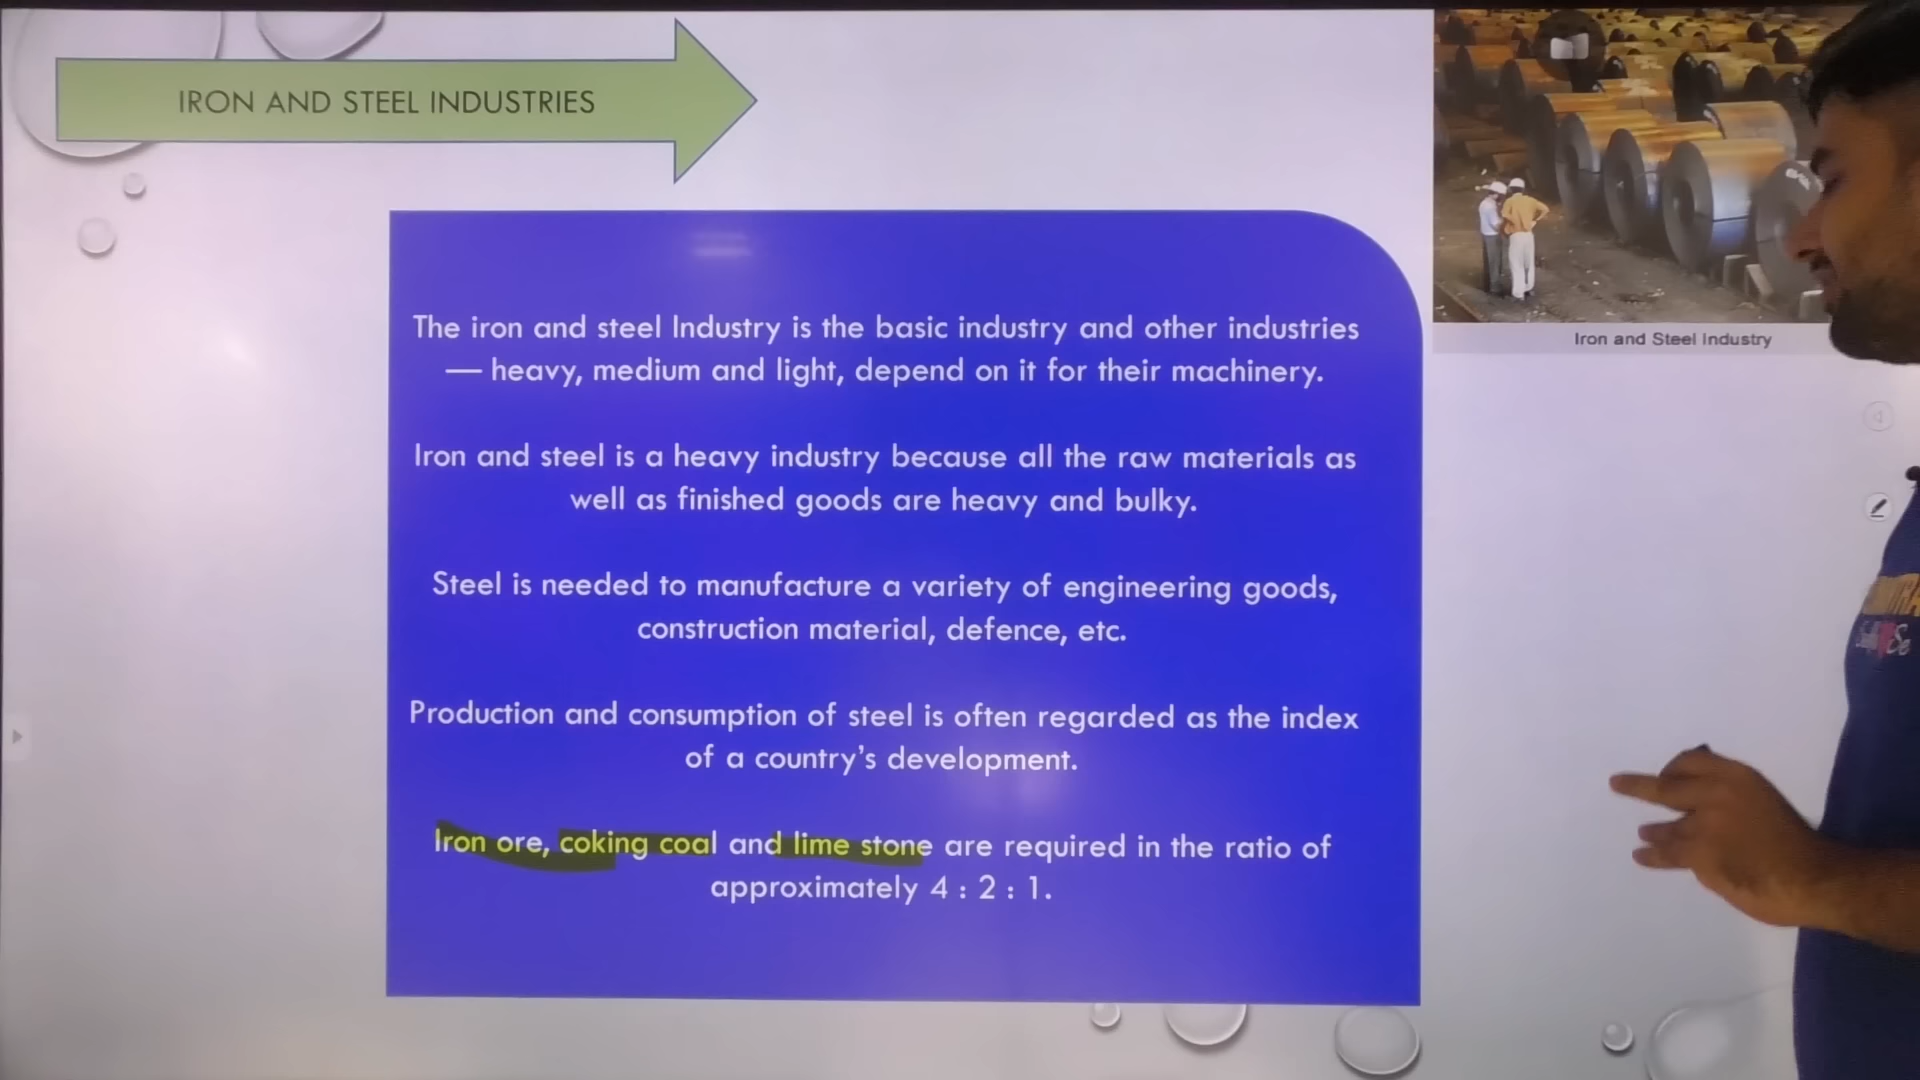 IRON AND STEEL INDUSTRIES
The iron and steel Industry is the basic industry and other industries
— heavy, medium and light, depend on it for their machinery.
Iron and steel is a heavy industry because all the raw materials as
well as finished goods are heavy and bulky.
Steel is needed to manufacture a variety of engineering goods,
construction material, defence, etc.
Production and consumption of steel is often regarded as the index
of a country's development.
Iron ore, coking coal and lime stone are required in the ratio of
approximately 4 : 2 : 1.
Iron and Steel Industry